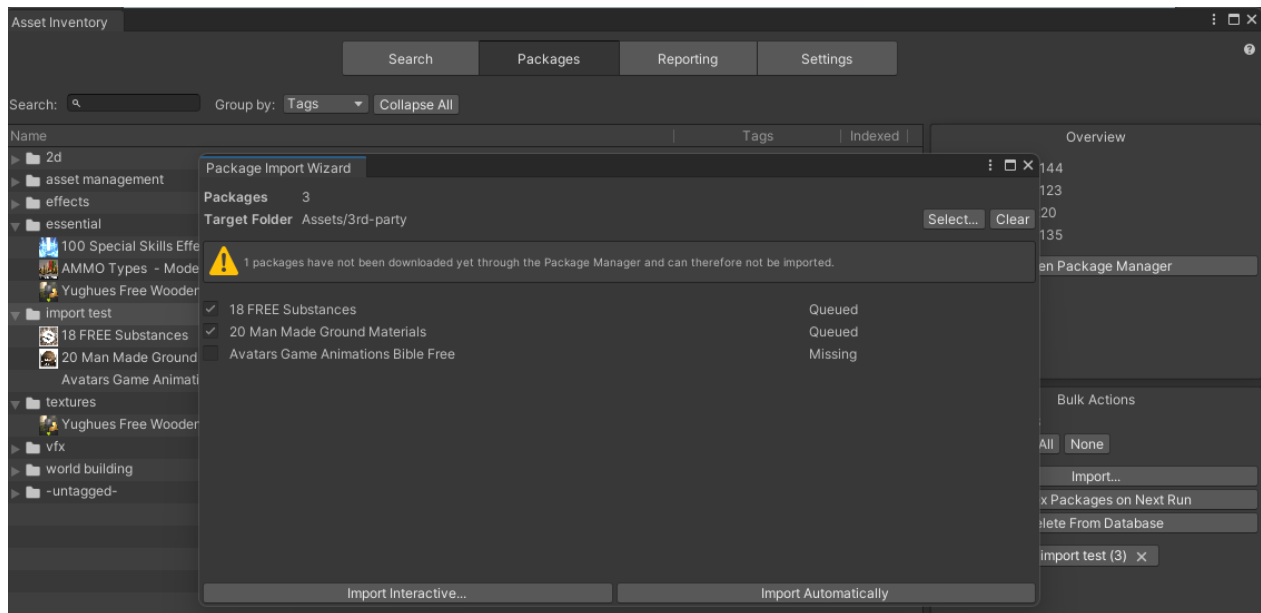 Asset Inventory
Search Packages Reporting Settings
Search: Group by: Tags Collapse All
Name Tags Indexed
2d
asset management
effects
essential
100 Special Skills Effe
AMMO Types - Mode
Yughues Free Wooder
import test
18 FREE Substances
20 Man Made Ground
Avatars Game Animati
textures
Yughues Free Wooder
vfx
world building
-untagged-
Package Import Wizard
Packages 3
Target Folder Assets/3rd-party Select... Clear
1 packages have not been downloaded yet through the Package Manager and can therefore not be imported.
18 FREE Substances Queued
20 Man Made Ground Materials Queued
Avatars Game Animations Bible Free Missing
Import Interactive... Import Automatically
Overview
144
123
20
135
en Package Manager
Bulk Actions
All None
Import...
x Packages on Next Run
elete From Database
import test (3)